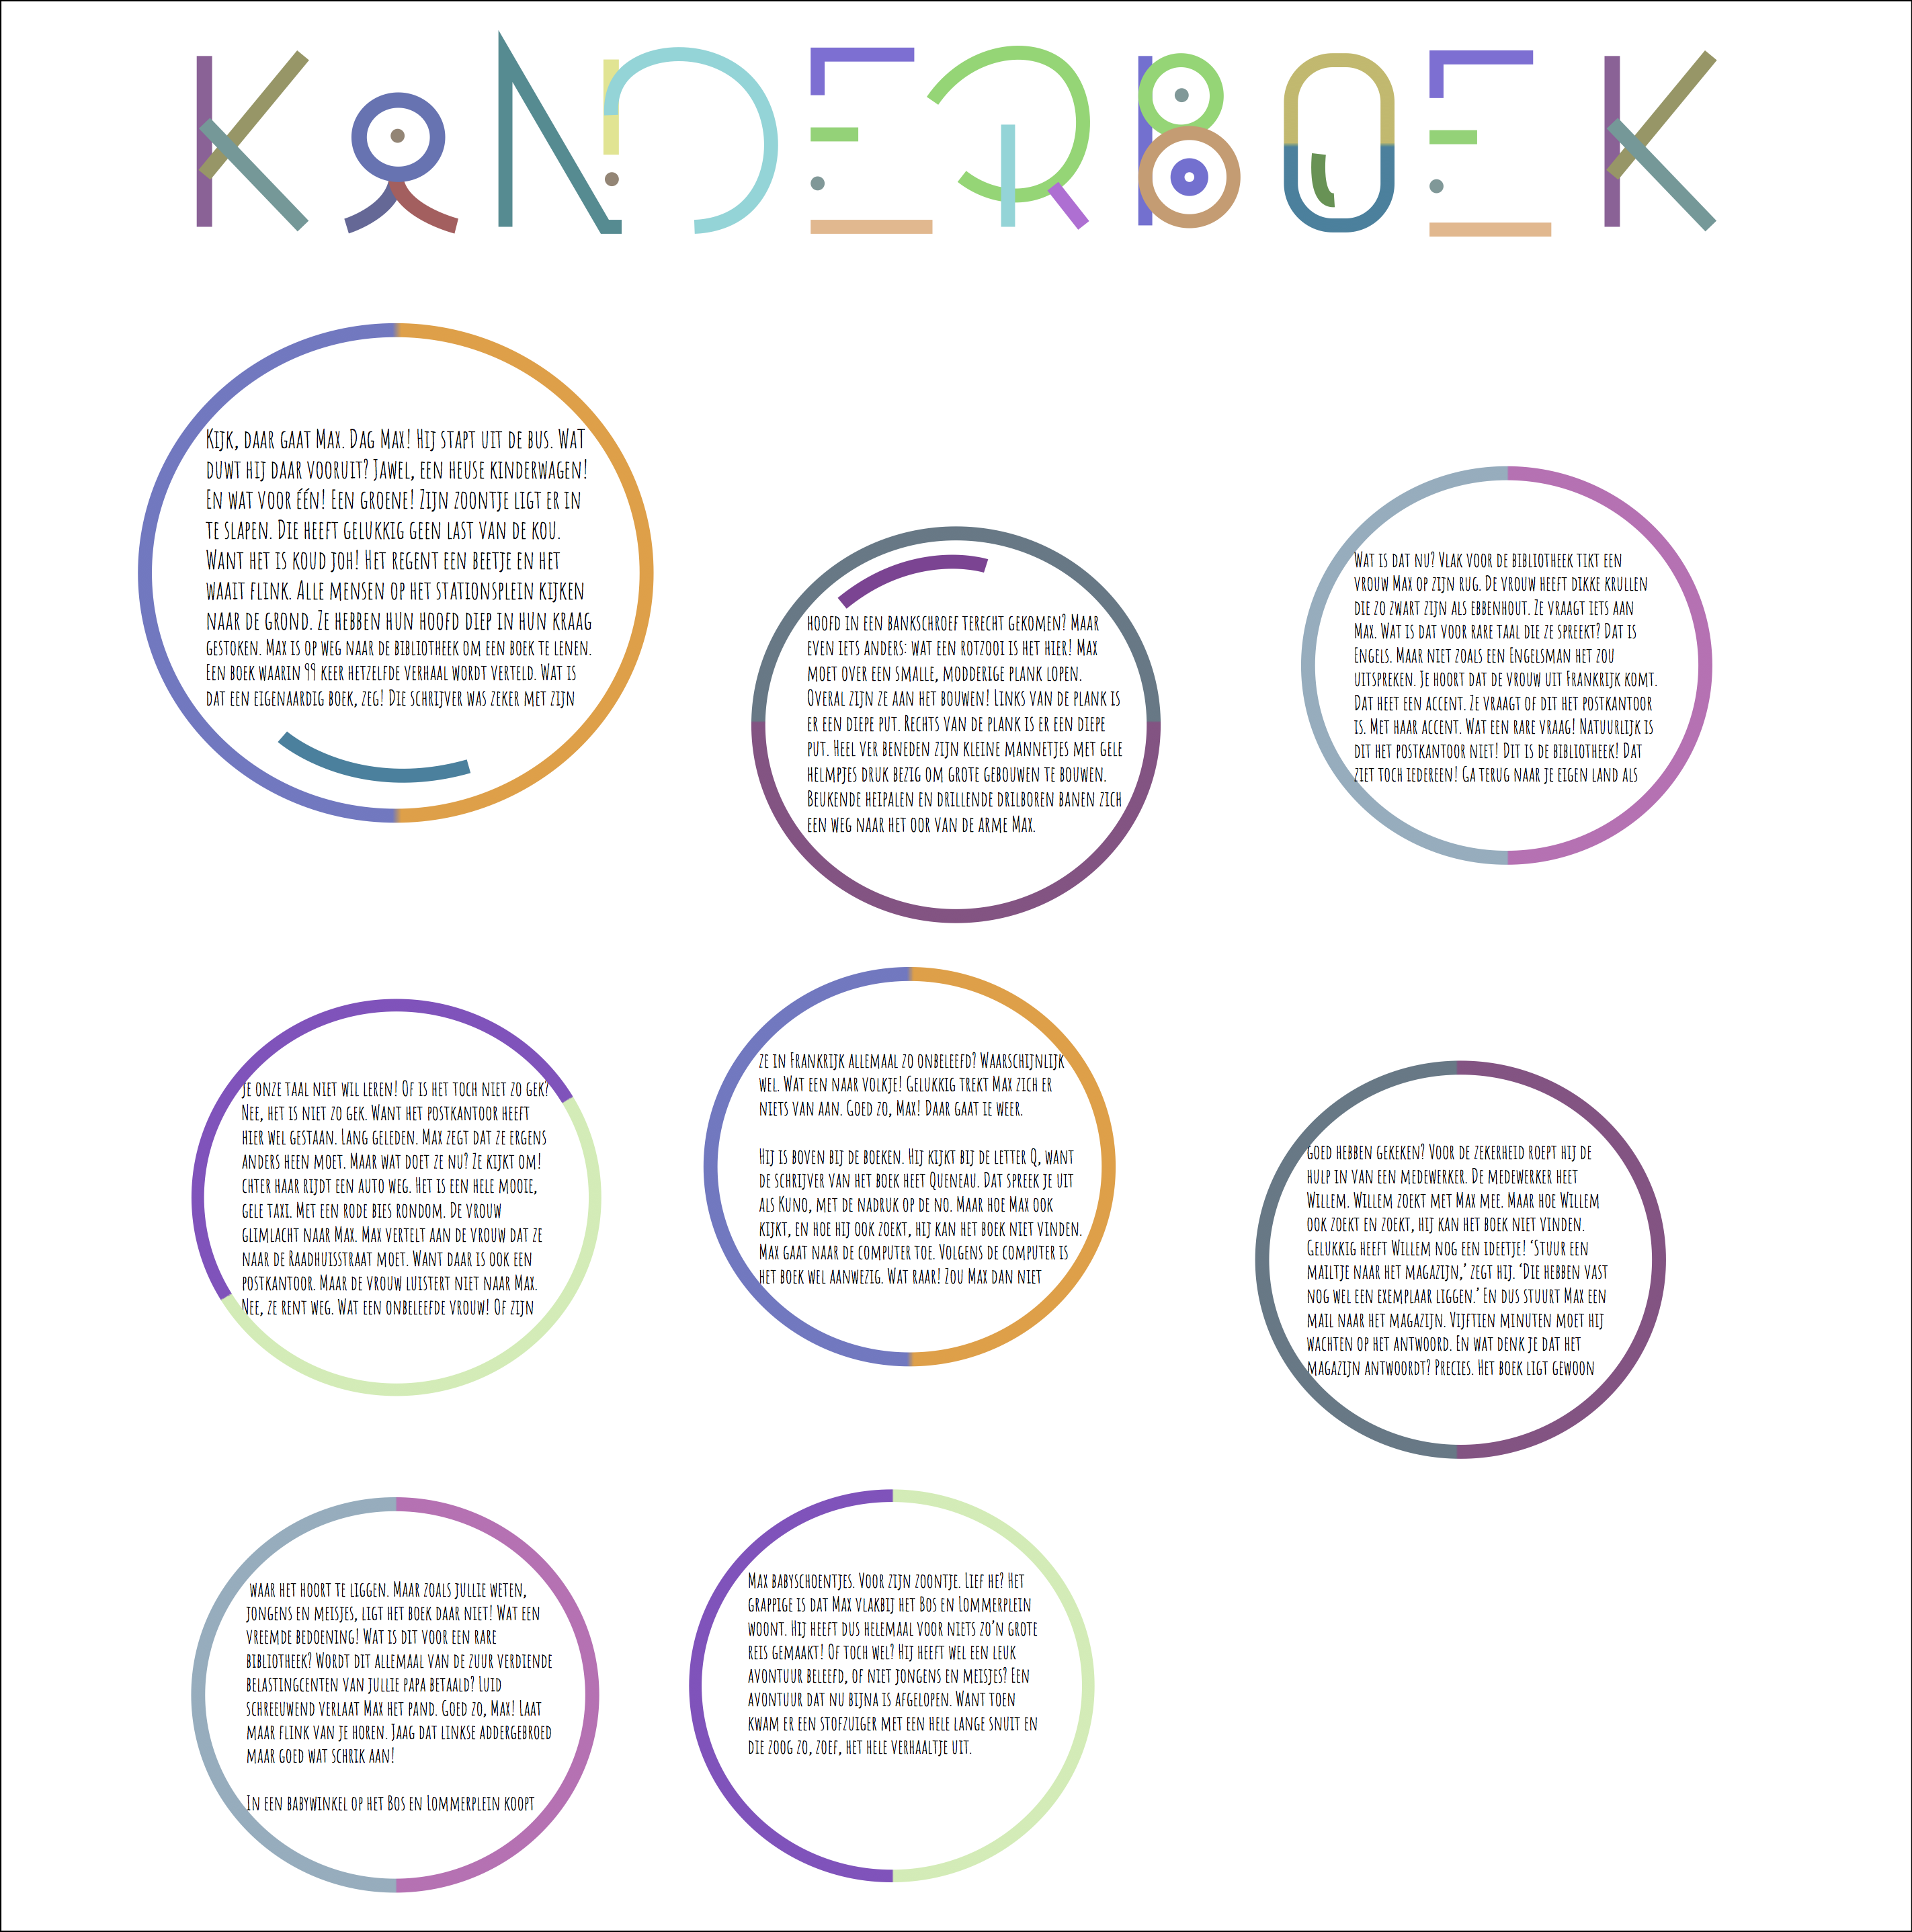 KINDERBOEK
Kijk, daar gaat Max. Dag Max! Hij stapt uit de bus. Wat
duwt hij daar vooruit? Jawel, een heuse kinderwagen!
En wat voor één! Een groene! Zijn zoontje ligt er in
te slapen. Die heeft gelukkig geen last van de kou.
Want het is koud joh! Het regent een beetje en het
waait flink. Alle mensen op het stationsplein kijken
naar de grond. Ze hebben hun hoofd diep in hun kraag
gestoken. Max is op weg naar de bibliotheek om een boek te lenen.
Een boek waarin 99 keer hetzelfde verhaal wordt verteld. Wat is
dat een eigenaardig boek, zeg! Die schrijver was zeker met zijn
hoofd in een bankschroef terecht gekomen? Maar
even iets anders: wat een rotzooi is het hier! Max
moet over een smalle, modderige plank lopen.
Overal zijn ze aan het bouwen! Links van de plank is
er een diepe put. Rechts van de plank is er een diepe
put. Heel ver beneden zijn kleine mannetjes met gele
helmpjes druk bezig om grote gebouwen te bouwen.
Beukende heipalen en drillende drilboren banen zich
een weg naar het oor van de arme Max.
Wat is dat nu? Vlak voor de bibliotheek tikt een
vrouw Max op zijn rug. De vrouw heeft dikke krullen
die zo zwart zijn als ebbenhout. Ze vraagt iets aan
Max. Wat is dat voor rare taal die ze spreekt? Dat is
Engels. Maar niet zoals een Engelsman het zou
uitspreken. Je hoort dat de vrouw uit Frankrijk komt.
Dat heet een accent. Ze vraagt of dit het postkantoor
is. Met haar accent. Wat een rare vraag! Natuurlijk is
dit het postkantoor niet! Dit is de bibliotheek! Dat
ziet toch iedereen! Ga terug naar je eigen land als
je onze taal niet wil leren! Of is het toch niet zo gek?
Nee, het is niet zo gek. Want het postkantoor heeft
hier wel gestaan. Lang geleden. Max zegt dat ze ergens
anders heen moet. Maar wat doet ze nu? Ze kijkt om!
chter haar rijdt een auto weg. Het is een hele mooie,
gele taxi. Met een rode bies rondom. De vrouw
glimlacht naar Max. Max vertelt aan de vrouw dat ze
naar de Raadhuisstraat moet. Want daar is ook een
postkantoor. Maar de vrouw luistert niet naar Max.
Nee, ze rent weg. Wat een onbeleefde vrouw! Of zijn
ze in Frankrijk allemaal zo onbeleefd? Waarschijnlijk
wel. Wat een naar volkje! Gelukkig trekt Max zich er
niets van aan. Goed zo, Max! Daar gaat ie weer.
Hij is boven bij de boeken. Hij kijkt bij de letter Q, want
de schrijver van het boek heet Queneau. Dat spreek je uit
als Kuno, met de nadruk op de no. Maar hoe Max ook
kijkt, en hoe hij ook zoekt, hij kan het boek niet vinden.
Max gaat naar de computer toe. Volgens de computer is
het boek wel aanwezig. Wat raar! Zou Max dan niet
goed hebben gekeken? Voor de zekerheid roept hij de
hulp in van een medewerker. De medewerker heet
Willem. Willem zoekt met Max mee. Maar hoe Willem
ook zoekt en zoekt, hij kan het boek niet vinden.
Gelukkig heeft Willem nog een ideetje! ‘Stuur een
mailtje naar het magazijn,’ zegt hij. ‘Die hebben vast
nog wel een exemplaar liggen.’ En dus stuurt Max een
mail naar het magazijn. Vijftien minuten moet hij
wachten op het antwoord. En wat denk je dat het
magazijn antwoordt? Precies. Het boek ligt gewoon
waar het hoort te liggen. Maar zoals jullie weten,
jongens en meisjes, ligt het boek daar niet! Wat een
vreemde bedoening! Wat is dit voor een rare
bibliotheek? Wordt dit allemaal van de zuur verdiende
belastingcenten van jullie papa betaald? Luid
schreeuwend verlaat Max het pand. Goed zo, Max! Laat
maar flink van je horen. Jaag dat linkse addergebroed
maar goed wat schrik aan!
In een babywinkel op het Bos en Lommerplein koopt
Max babyschoentjes. Voor zijn zoontje. Lief he? Het
grappige is dat Max vlakbij het Bos en Lommerplein
woont. Hij heeft dus helemaal voor niets zo’n grote
reis gemaakt! Of toch wel? Hij heeft wel een leuk
avontuur beleefd, of niet jongens en meisjes? Een
avontuur dat nu bijna is afgelopen. Want toen
kwam er een stofzuiger met een hele lange snuit en
die zoog zo, zoef, het hele verhaaltje uit.